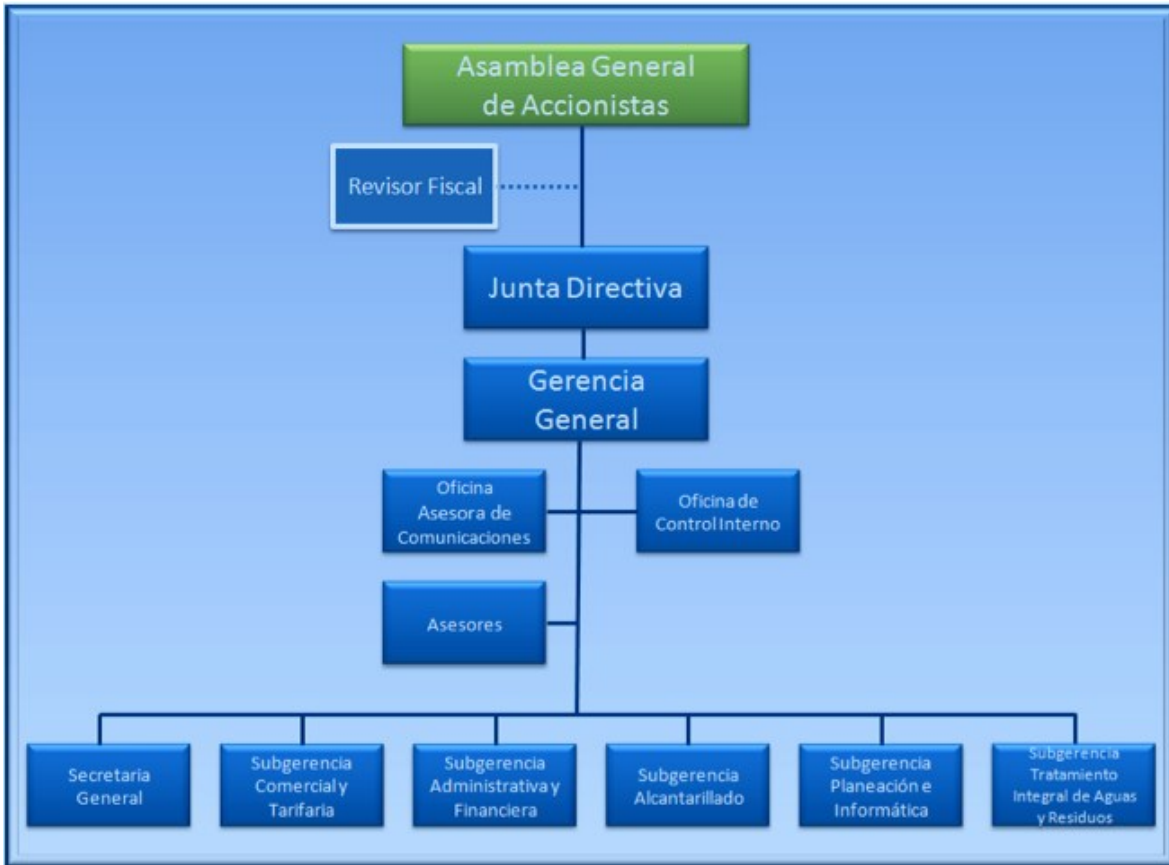 Asamblea General
de Accionistas
Revisor Fiscal
Junta Directiva
Gerencia
General
Oficina
Asesora de
Comunicaciones
Oficina de
Control Interno
Asesores
Secretaria
General
Subgerencia
Comercial y
Tarifaria
Subgerencia
Administrativa y
Financiera
Subgerencia
Alcantarillado
Subgerencia
Planeación e
Informática
Subgerencia
Tratamiento
Integral de Aguas
y Residuos